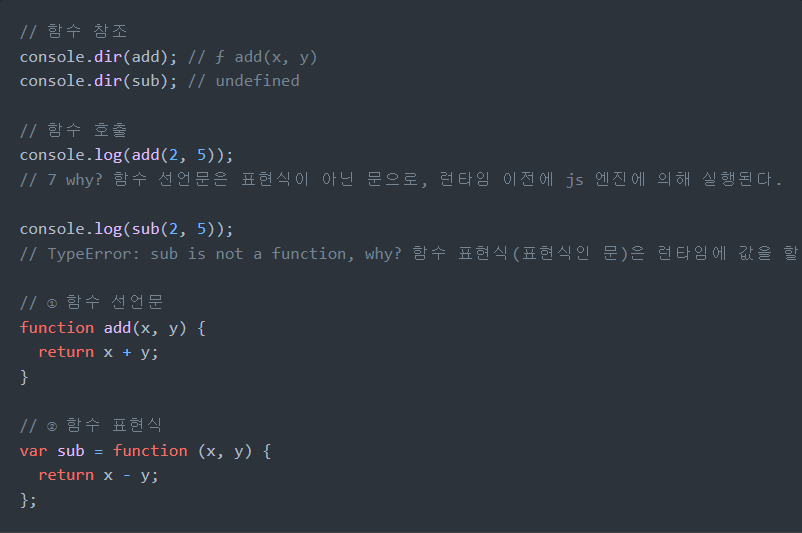 // 함수 참조
console.dir(add); // ƒ add(x, y)
console.dir(sub); // undefined
// 함수 호출
console.log(add(2, 5));
// 7 why? 함수 선언문은 표현식이 아닌 문으로, 런타임 이전에 js 엔진에 의해 실행된다.
console.log(sub(2, 5));
// TypeError: sub is not a function, why? 함수 표현식(표현식인 문)은 런타임에 값을 할
// ① 함수 선언문
function add(x, y) {
  return x + y;
}
// ② 함수 표현식
var sub = function (x, y) {
  return x - y;
};